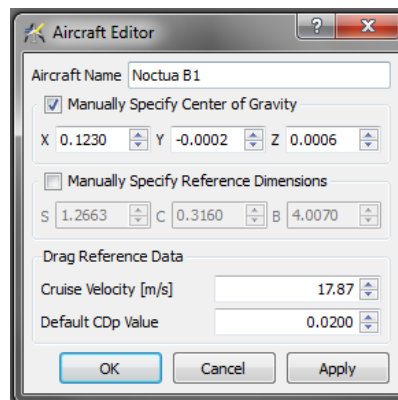 Aircraft Editor
Aircraft Name Noctua B1
Manually Specify Center of Gravity
X 0.1230 Y -0.0002 Z 0.0006
Manually Specify Reference Dimensions
S 1.2663 C 0.3160 B 4.0070
Drag Reference Data
Cruise Velocity [m/s] 17.87
Default CDp Value 0.0200
OK Cancel Apply